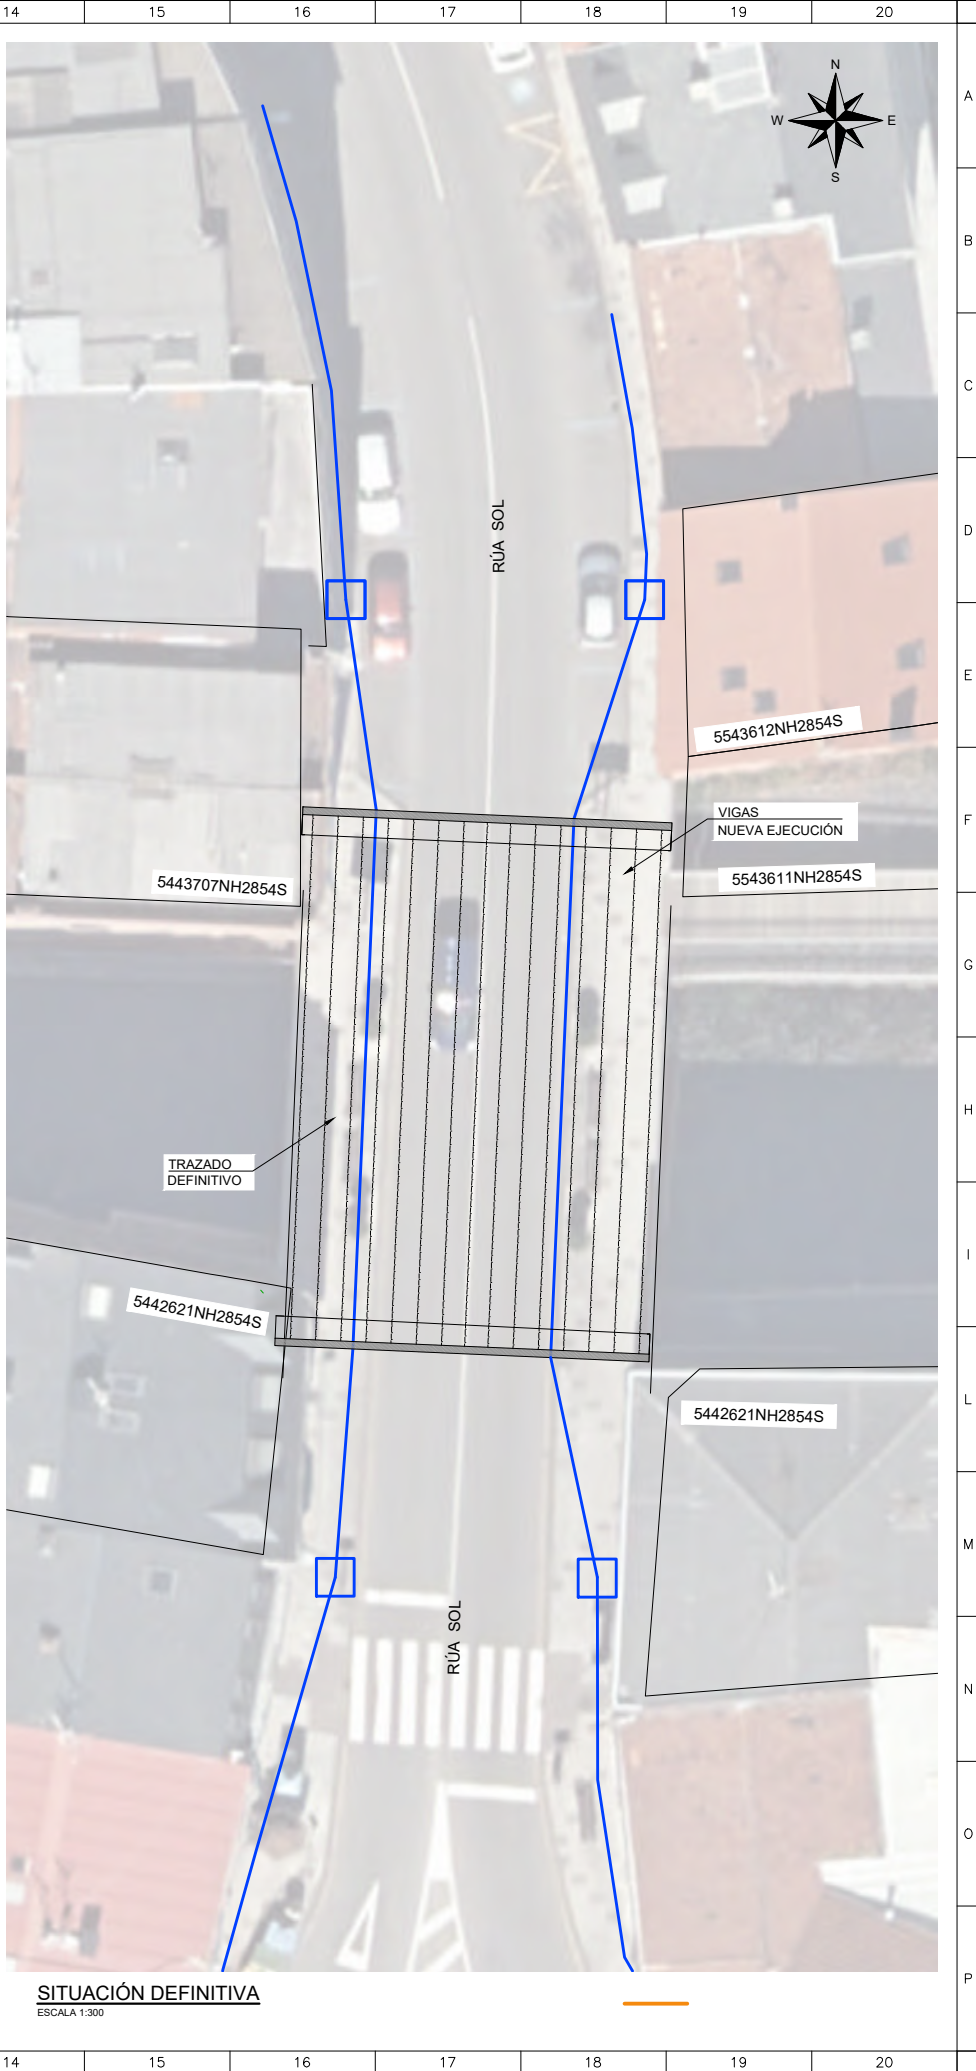 14 15 16 17 18 19 20
N
A
W E
S
B
C
RÚA SOL
D
E
5543612NH2854S
VIGAS
F
NUEVA EJECUCIÓN
5443707NH2854S
5543611NH2854S
G
H
TRAZADO
DEFINITIVO
I
5442621NH2854S
L
5442621NH2854S
M
RÚA SOL
N
O
P
SITUACIÓN DEFINITIVA
ESCALA 1:300
14 15 16 17 18 19 20